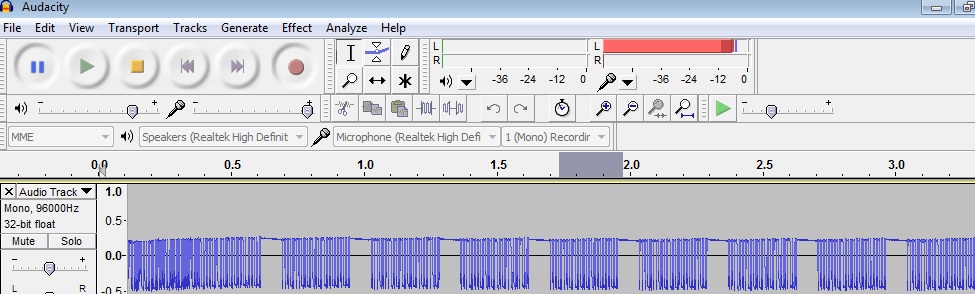 Audacity
File Edit View Transport Tracks Generate Effect Analyze Help
L
R
-36 -24 -12 0
L
R
-36 -24 -12 0
- +
- +
- +
MME
Speakers (Realtek High Definit
Microphone (Realtek High Defi
1 (Mono) Recordir
0.0 0.5 1.0 1.5 2.0 2.5 3.0
X Audio Track
Mono, 96000Hz
32-bit float
Mute Solo
- +
L R
1.0
0.5-
0.0-
-0.5